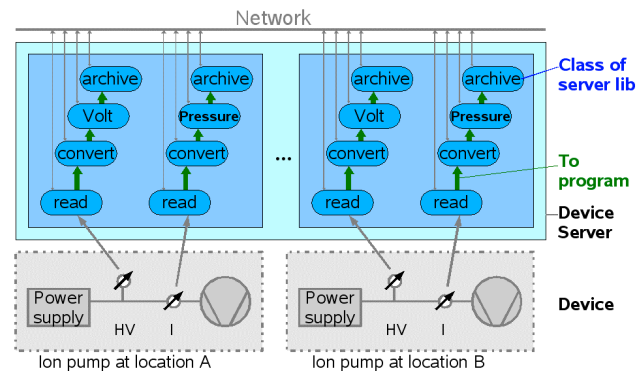 Network
archive
archive
archive
archive
Class of
server lib
Volt
Pressure
...
Volt
Pressure
convert
convert
convert
convert
To
program
read
read
read
read
Device
Server
Power
supply
HV
I
Power
supply
HV
I
Device
Ion pump at location A
Ion pump at location B